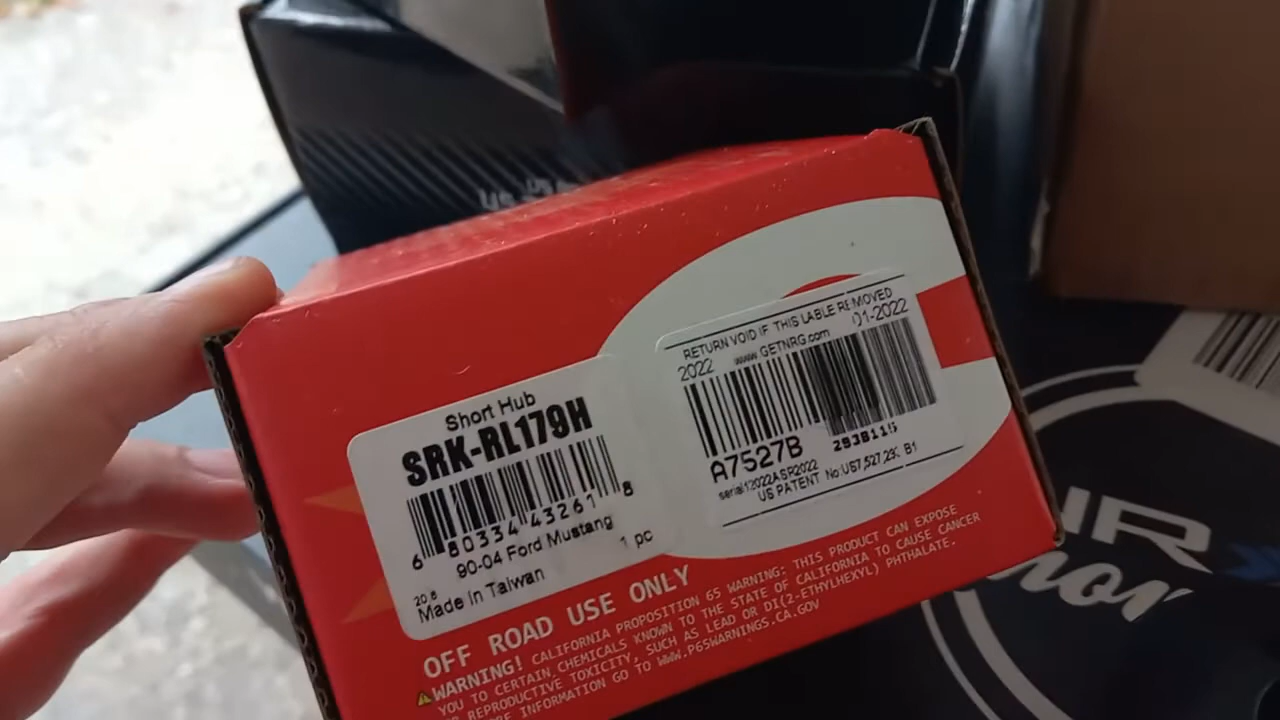 Short Hub
SRK-RL179H
6 80334 43261 8
90-04 Ford Mustang
1 pc
20.8
Made In Taiwan
RETURN VOID IF THIS LABLE REMOVED
www.GETNRG.com
2022
01-2022
A7527B
2938115
serial12022ASR2022
US PATENT No:US7,527,29 B1
OFF ROAD USE ONLY
WARNING! CALIFORNIA PROPOSITION 65 WARNING: THIS PRODUCT CAN EXPOSE
YOU TO CERTAIN CHEMICALS KNOWN TO THE STATE OF CALIFORNIA TO CAUSE CANCER
OR REPRODUCTIVE TOXICITY, SUCH AS LEAD OR DI(2-ETHYLHEXYL) PHTHALATE.
MORE INFORMATION GO TO WWW.P65WARNINGS.CA.GOV